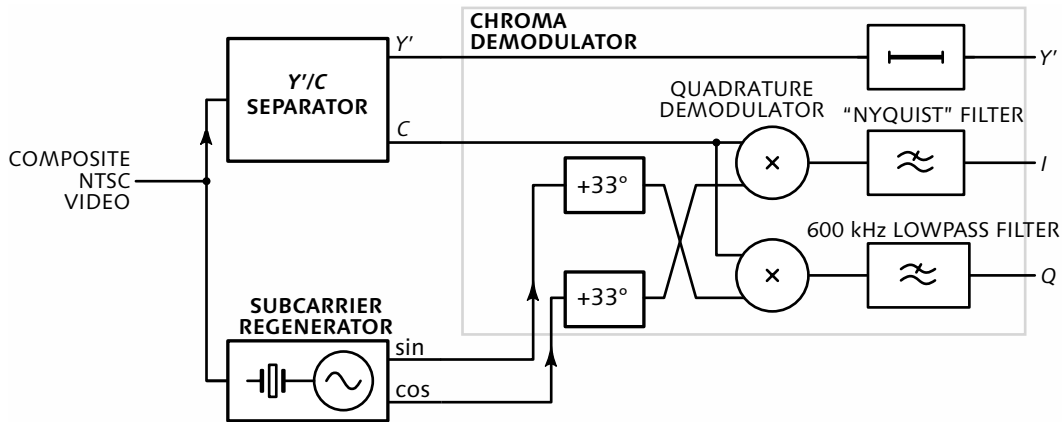 CHROMA
DEMODULATOR
Y'
Y'
Y'/C
SEPARATOR
QUADRATURE
DEMODULATOR
“NYQUIST” FILTER
C
×
I
COMPOSITE
NTSC
VIDEO
+33°
600 kHz LOWPASS FILTER
×
Q
+33°
SUBCARRIER
REGENERATOR
sin
cos